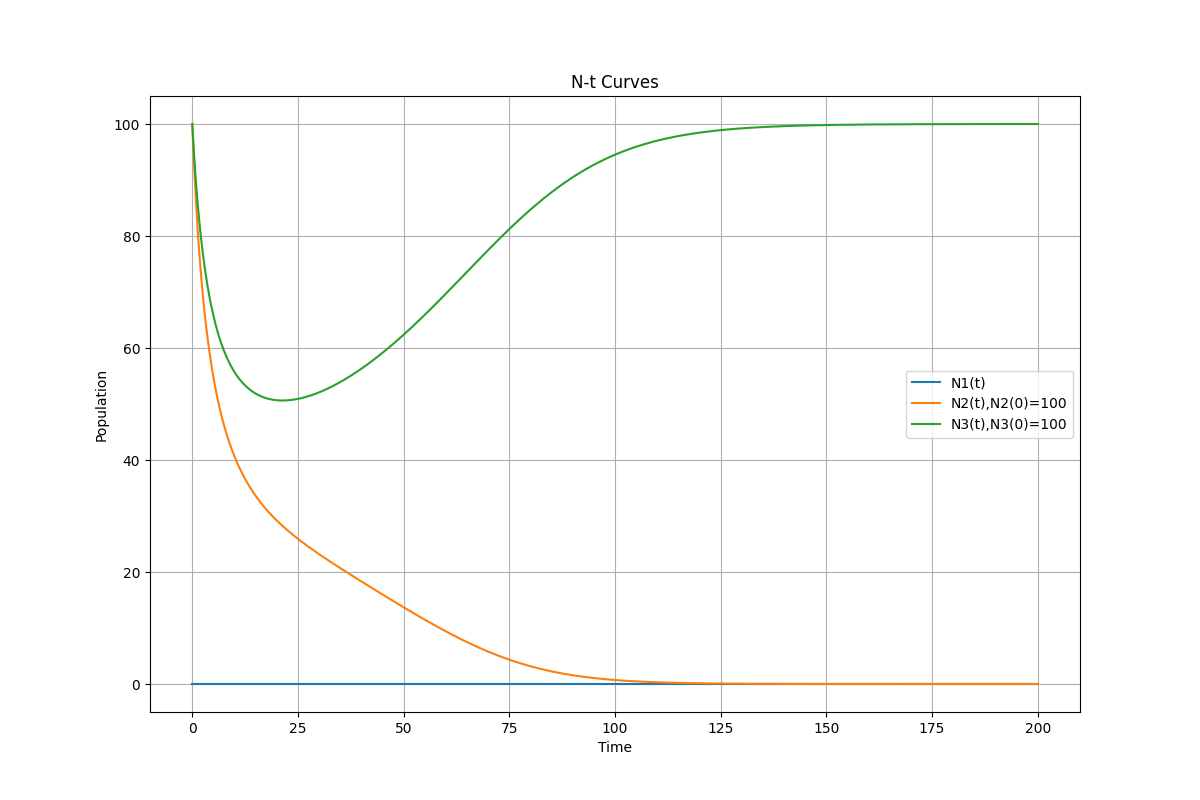 N-t Curves
100
80
60
40
20
0
Population
N1(t)
N2(t),N2(0)=100
N3(t),N3(0)=100
0 25 50 75 100 125 150 175 200
Time